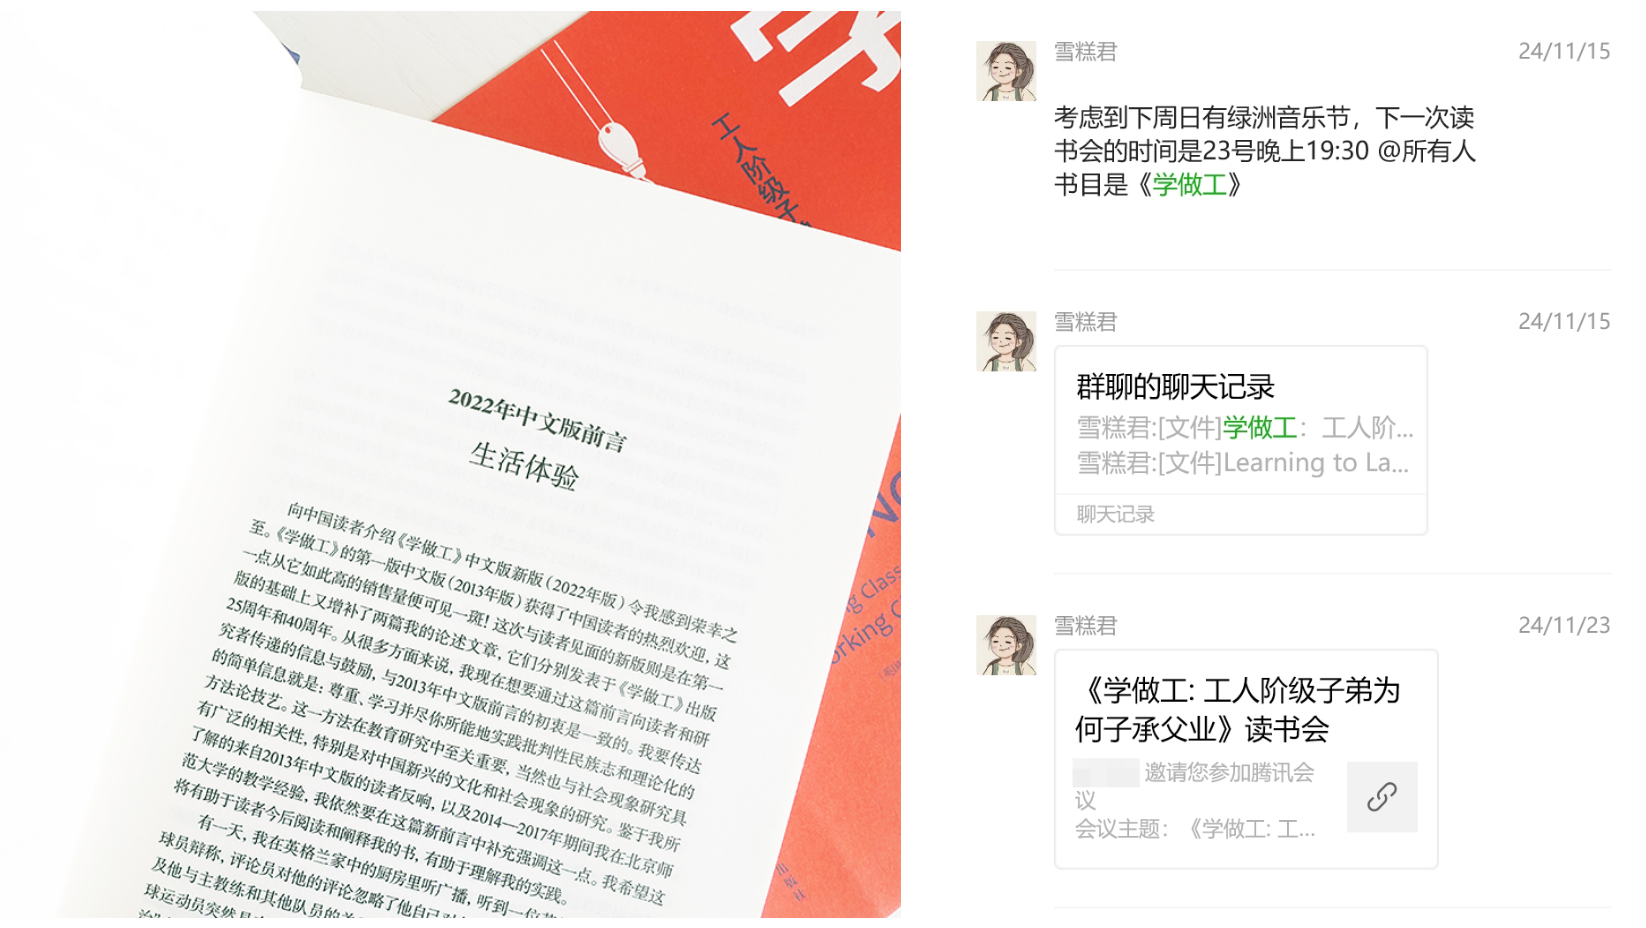 学
工人阶级子
2022年中文版前言
生活体验
向中国读者介绍《学做工》中文版新版(2022年版)令我感到荣幸之
至。《学做工》的第一版中文版(2013年版)获得了中国读者的热烈欢迎,这
一点从它如此高的销售量便可见一斑!这次与读者见面的新版则是在第一
版的基础上又增补了两篇我的论述文章,它们分别发表于《学做工》出版
25周年和40周年。从很多方面来说,我现在想要通过这篇前言向读者和研
究者传递的信息与鼓励,与2013年中文版前言的初衷是一致的。我要传达
的简单信息就是:尊重、学习并尽你所能地实践批判性民族志和理论化的
方法论技艺。这一方法在教育研究中至关重要,当然也与社会现象研究具
有广泛的相关性,特别是对中国新兴的文化和社会现象的研究。鉴于我所
了解的来自2013年中文版的读者反响,以及2014—2017年期间我在北京师
范大学的教学经验,我依然要在这篇新前言中补充强调这一点。我希望这
将有助于读者今后阅读和阐释我的书,有助于理解我的实践。
有一天,我在英格兰家中的厨房里听广播,听到一位
球员辩称,评论员对他的评论忽略了他自己
及他与主教练和其他队员的
球运动员突然
ng Class
orking
出版社
雪糕君
24/11/15
考虑到下周日有绿洲音乐节，下一次读
书会的时间是23号晚上19:30 @所有人
书目是《学做工》
雪糕君
24/11/15
群聊的聊天记录
雪糕君:[文件]学做工：工人阶...
雪糕君:[文件]Learning to La...
聊天记录
雪糕君
24/11/23
《学做工: 工人阶级子弟为
何子承父业》读书会
邀请您参加腾讯会
议
会议主题：《学做工: 工...